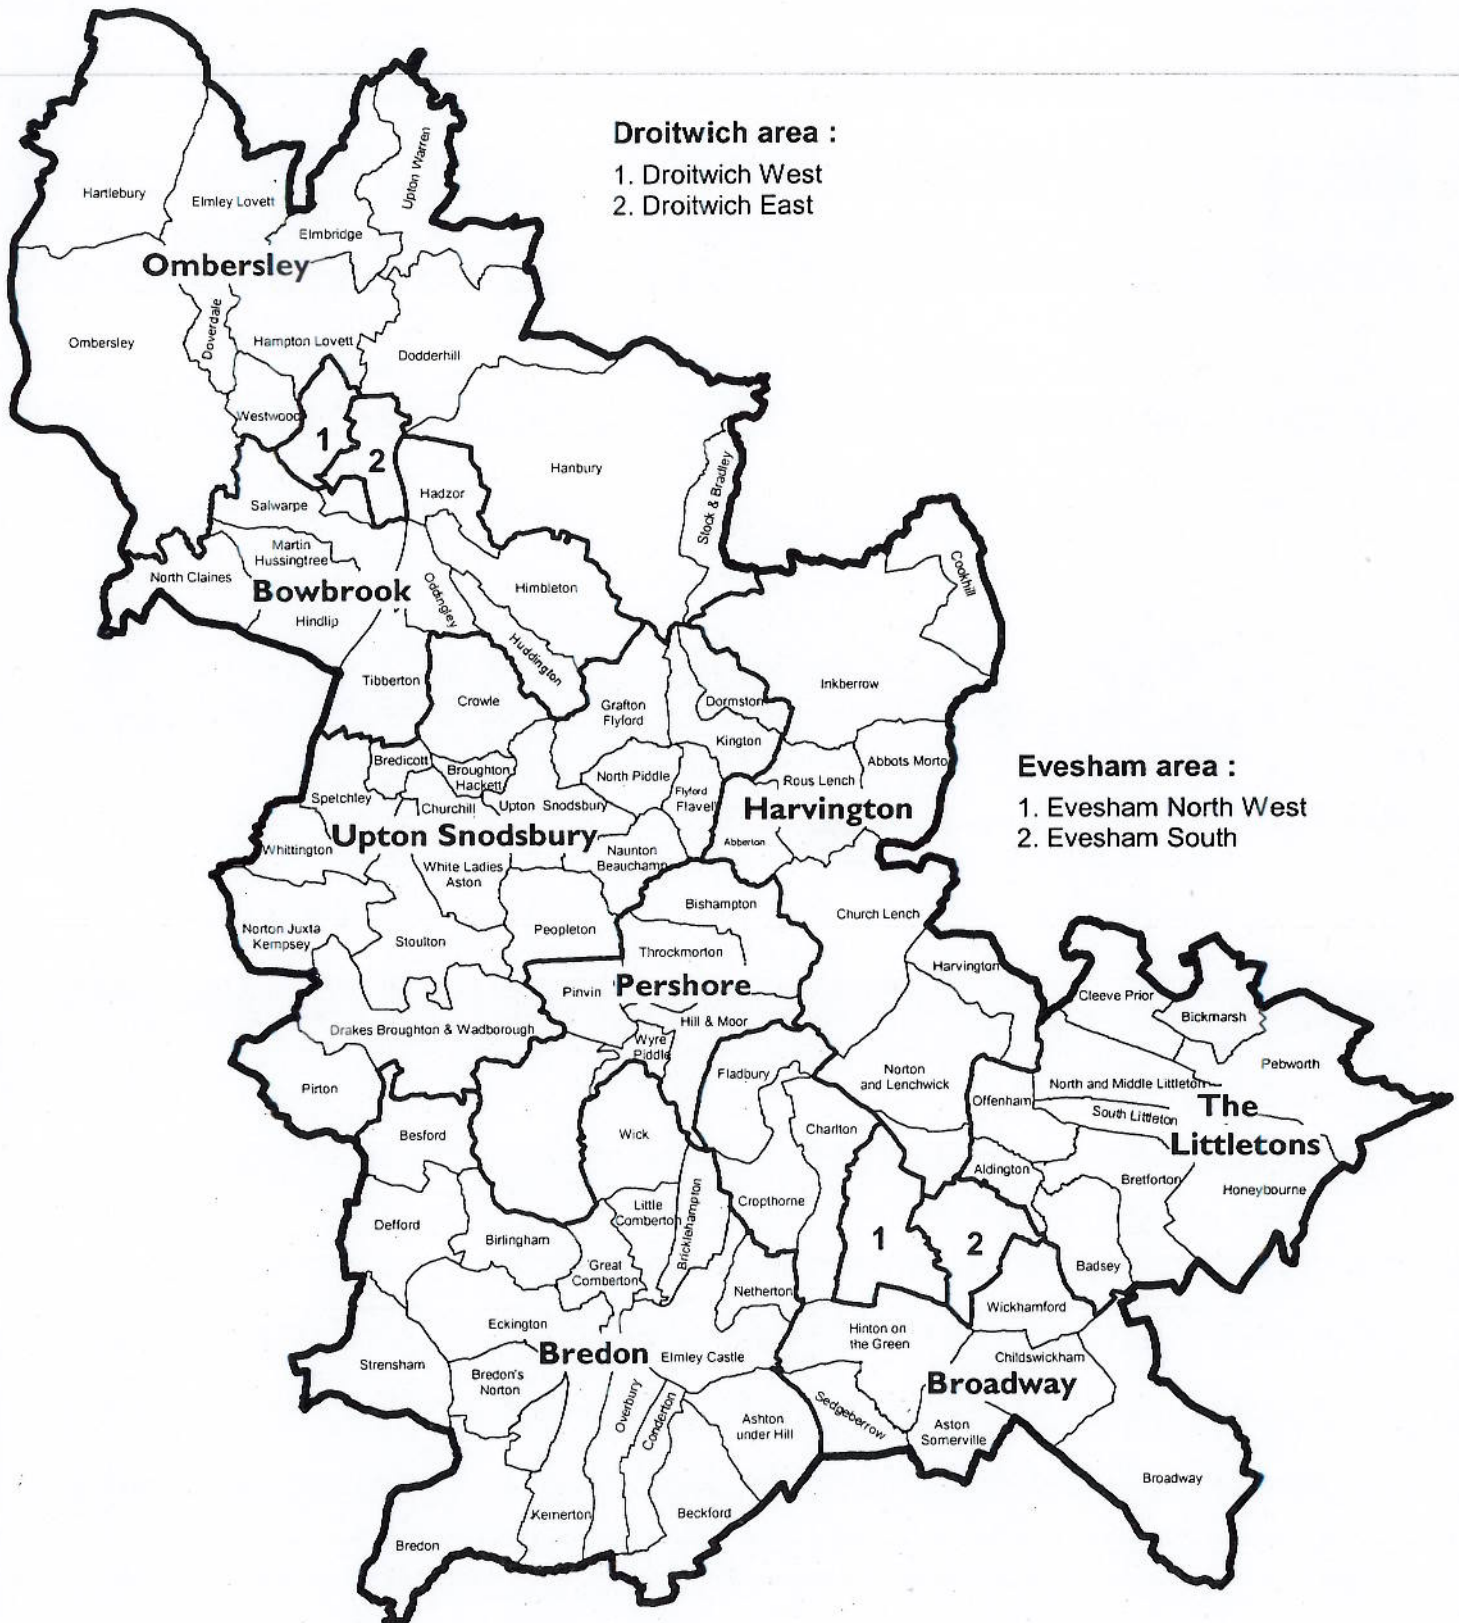 Droitwich area :
1. Droitwich West
2. Droitwich East
Upton Warren
Hartlebury
Elmley Lovett
Elmbridge
Ombersley
Doverdale
Ombersley
Hampton Lovett
Dodderhill
Westwood
1
2
Hanbury
Stock & Bradley
Hadzor
Salwarpe
Martin
Hussingtree
North Claines
Bowbrook
Oddingley
Himbleton
Cookhill
Hindlip
Huddington
Tibberton
Crowle
Grafton
Flyford
Dormston
Inkberrow
Kington
Bredicott
Broughton
Hackett
North Piddle
Flyford
Flavell
Rous Lench
Abbots Morto
Evesham area :
1. Evesham North West
2. Evesham South
Spetchley
Churchill
Upton Snodsbury
Harvington
Upton Snodsbury
Whittington
Abberton
Naunton
Beauchamp
White Ladies
Aston
Bishampton
Church Lench
Norton Juxta
Kempsey
Stoulton
Peopleton
Throckmorton
Harvington
Pinvin
Pershore
Cleeve Prior
Bickmarsh
Drakes Broughton & Wadborough
Hill & Moor
Wyre
Piddle
Pebworth
Pirton
Fladbury
Norton
and Lenchwick
Offenham
North and Middle Littleton
South Littleton
The
Littletons
Besford
Wick
Charlton
Aldington
Bretforton
Honeybourne
Defford
Birlingham
Little
Comberton
Bricklehampton
Cropthorne
1
2
Badsey
Great
Comberton
Netherton
Wickhamford
Eckington
Hinton on
the Green
Strensham
Bredon
Elmley Castle
Childswickham
Bredon's
Norton
Broadway
Overbury
Conderton
Sedgeberrow
Ashton
under Hill
Aston
Somerville
Broadway
Kemerton
Beckford
Bredon